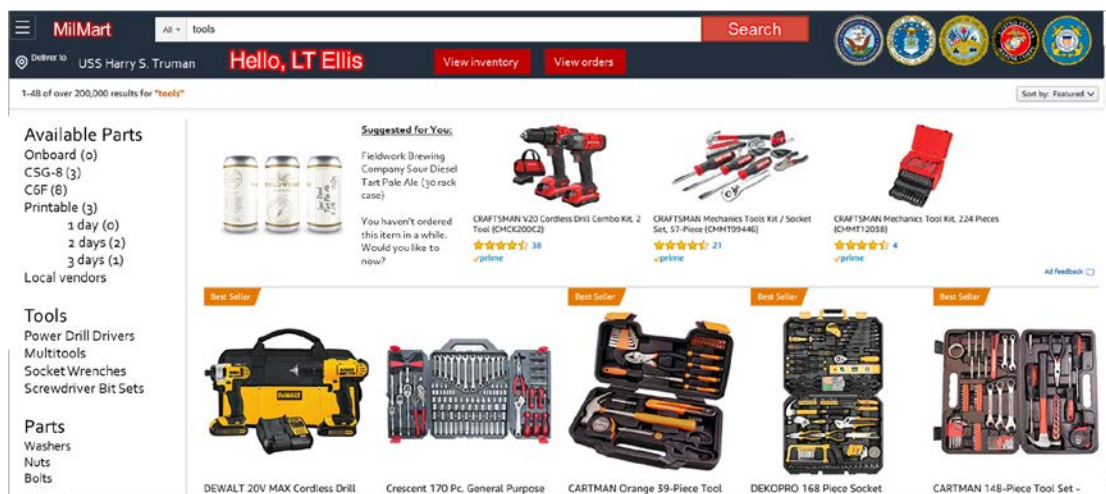 MilMart
All
tools
Search
Deliver to
USS Harry S. Truman
Hello, LT Ellis
View inventory
View orders
1-48 of over 200,000 results for "tools"
Sort by: Featured
Available Parts
Onboard (0)
CSG-8 (3)
C6F (8)
Printable (3)
1 day (0)
2 days (2)
3 days (1)
Local vendors
Tools
Power Drill Drivers
Multitools
Socket Wrenches
Screwdriver Bit Sets
Parts
Washers
Nuts
Bolts
Suggested for You:
Fieldwork Brewing
Company Sour Diesel
Tart Pale Ale (30 rack
case)
You haven't ordered
this item in a while.
Would you like to
now?
CRAFTSMAN V20 Cordless Drill Combo Kit, 2
Tool (CMCK200C2)
38
prime
CRAFTSMAN Mechanics Tools Kit / Socket
Set, 57-Piece (CMMT99446)
21
prime
CRAFTSMAN Mechanics Tool Kit, 224 Pieces
(CMMT12038)
4
prime
Ad feedback
Best Seller
DEWALT
DEWALT 20V MAX Cordless Drill
Crescent 170 Pc. General Purpose
Best Seller
CARTMAN Orange 39-Piece Tool
Best Seller
DEKOPRO 168 Piece Socket
Best Seller
CARTMAN 148-Piece Tool Set -